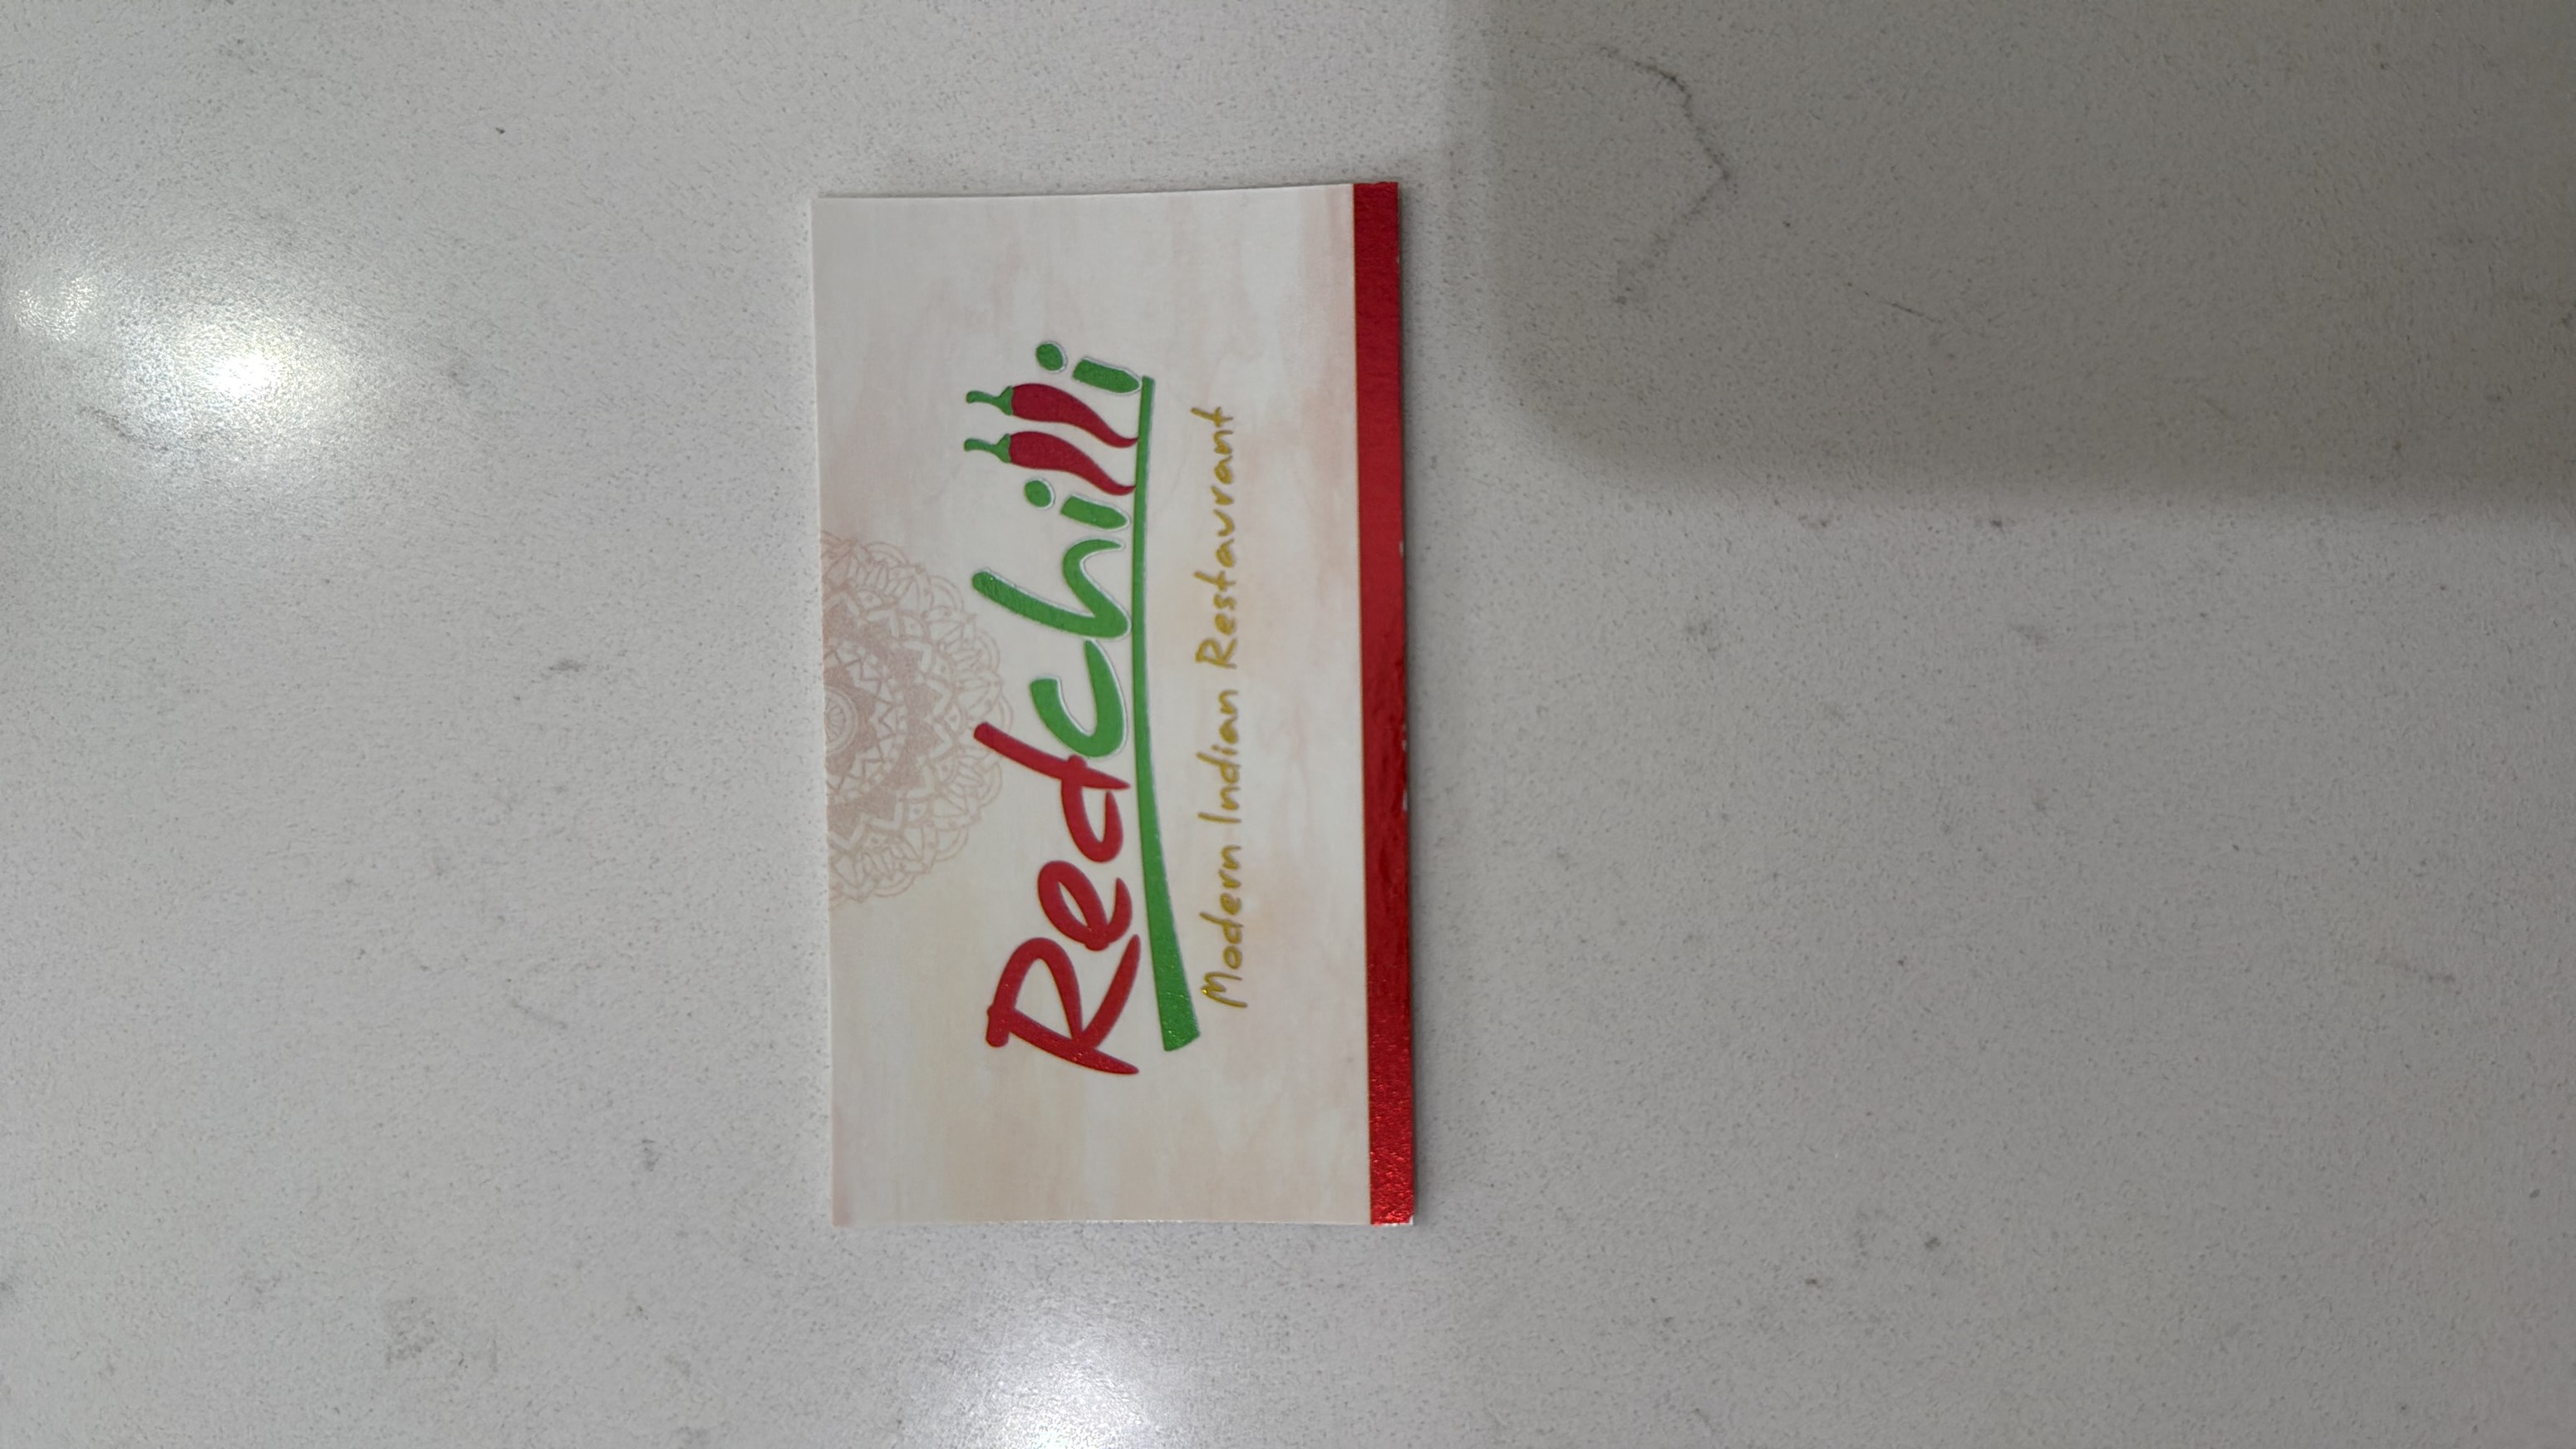 Redchilli
Modern Indian Restaurant